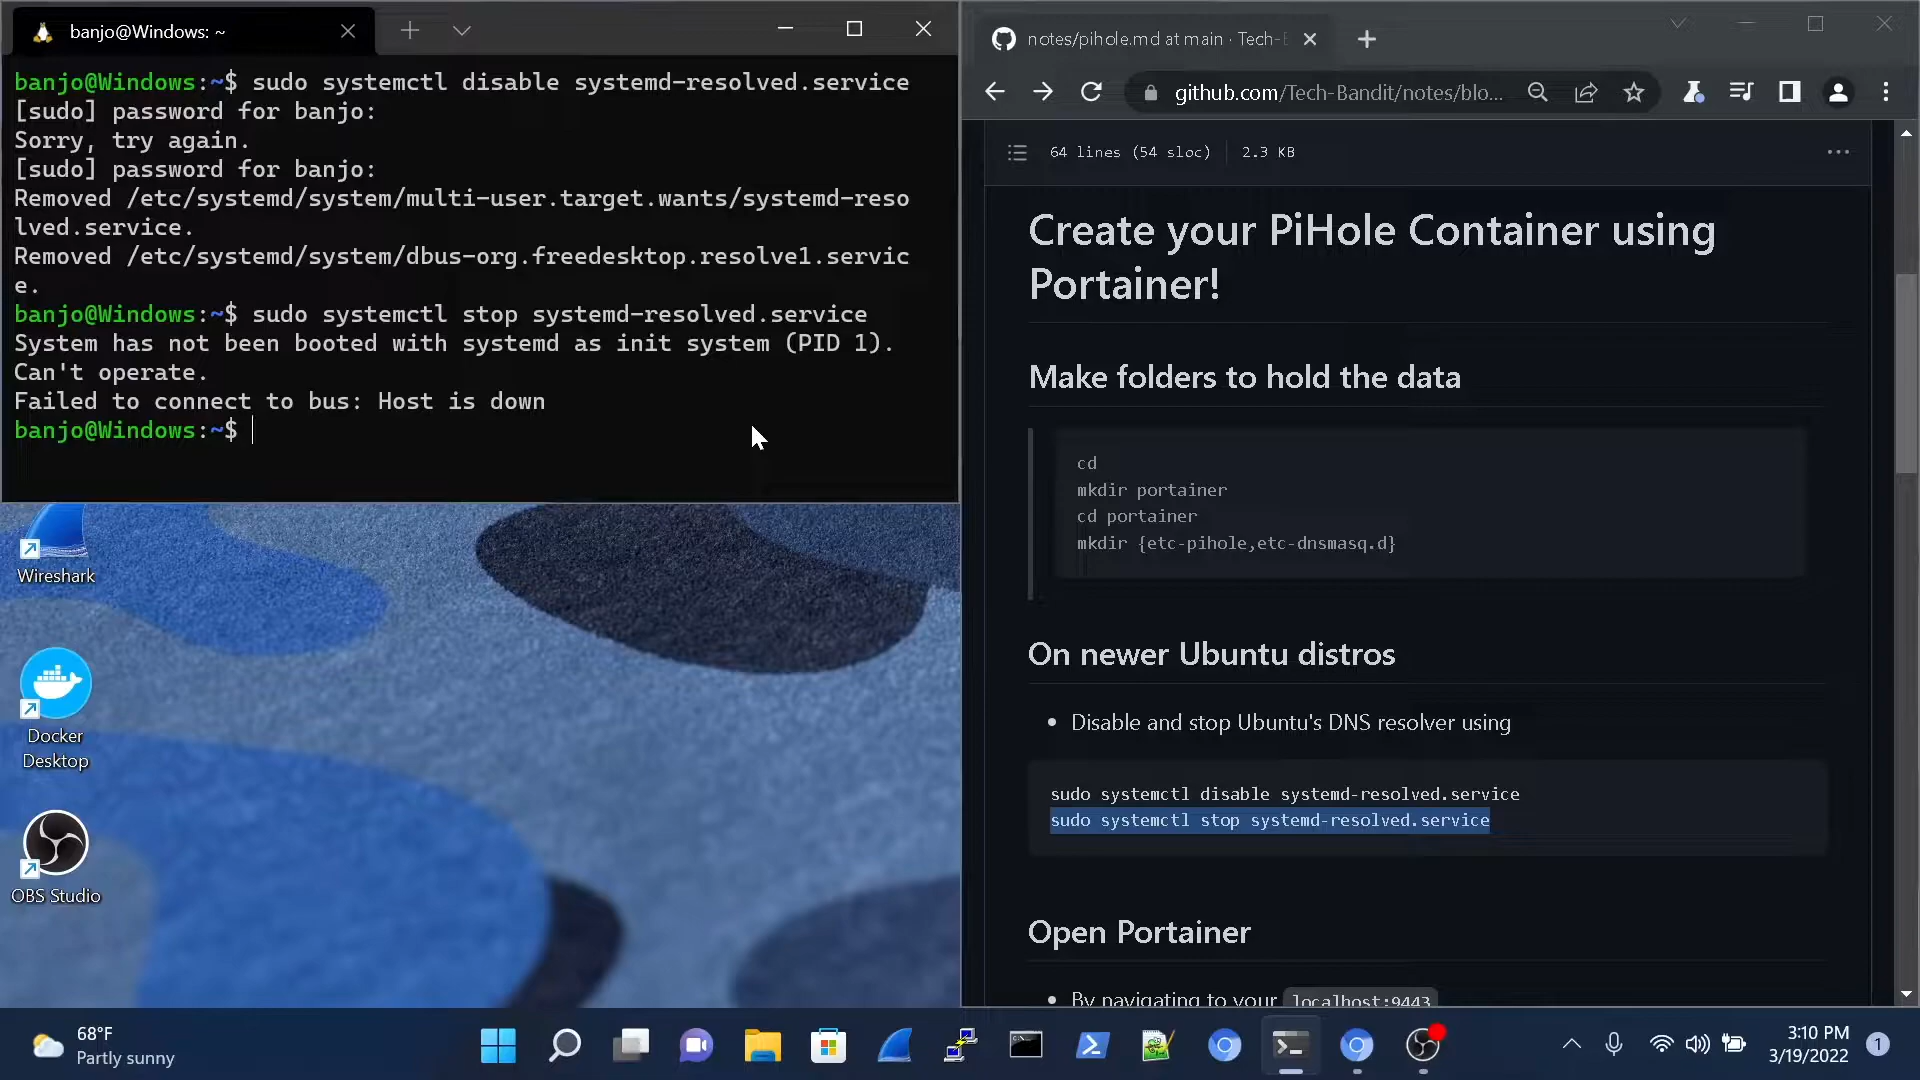 banjo@Windows: ~
banjo@Windows:~$ sudo systemctl disable systemd-resolved.service
[sudo] password for banjo:
Sorry, try again.
[sudo] password for banjo:
Removed /etc/systemd/system/multi-user.target.wants/systemd-reso
lved.service.
Removed /etc/systemd/system/dbus-org.freedesktop.resolve1.servic
e.
banjo@Windows:~$ sudo systemctl stop systemd-resolved.service
System has not been booted with systemd as init system (PID 1).
Can't operate.
Failed to connect to bus: Host is down
banjo@Windows:~$
Wireshark
Docker
Desktop
OBS Studio
notes/pihole.md at main · Tech-B
github.com/Tech-Bandit/notes/blo...
64 lines (54 sloc) 2.3 KB
Create your PiHole Container using
Portainer!
Make folders to hold the data
cd
mkdir portainer
cd portainer
mkdir {etc-pihole,etc-dnsmasq.d}
On newer Ubuntu distros
• Disable and stop Ubuntu's DNS resolver using
sudo systemctl disable systemd-resolved.service
sudo systemctl stop systemd-resolved.service
Open Portainer
• By navigating to your localhost:9443
68°F
Partly sunny
3:10 PM
3/19/2022
1